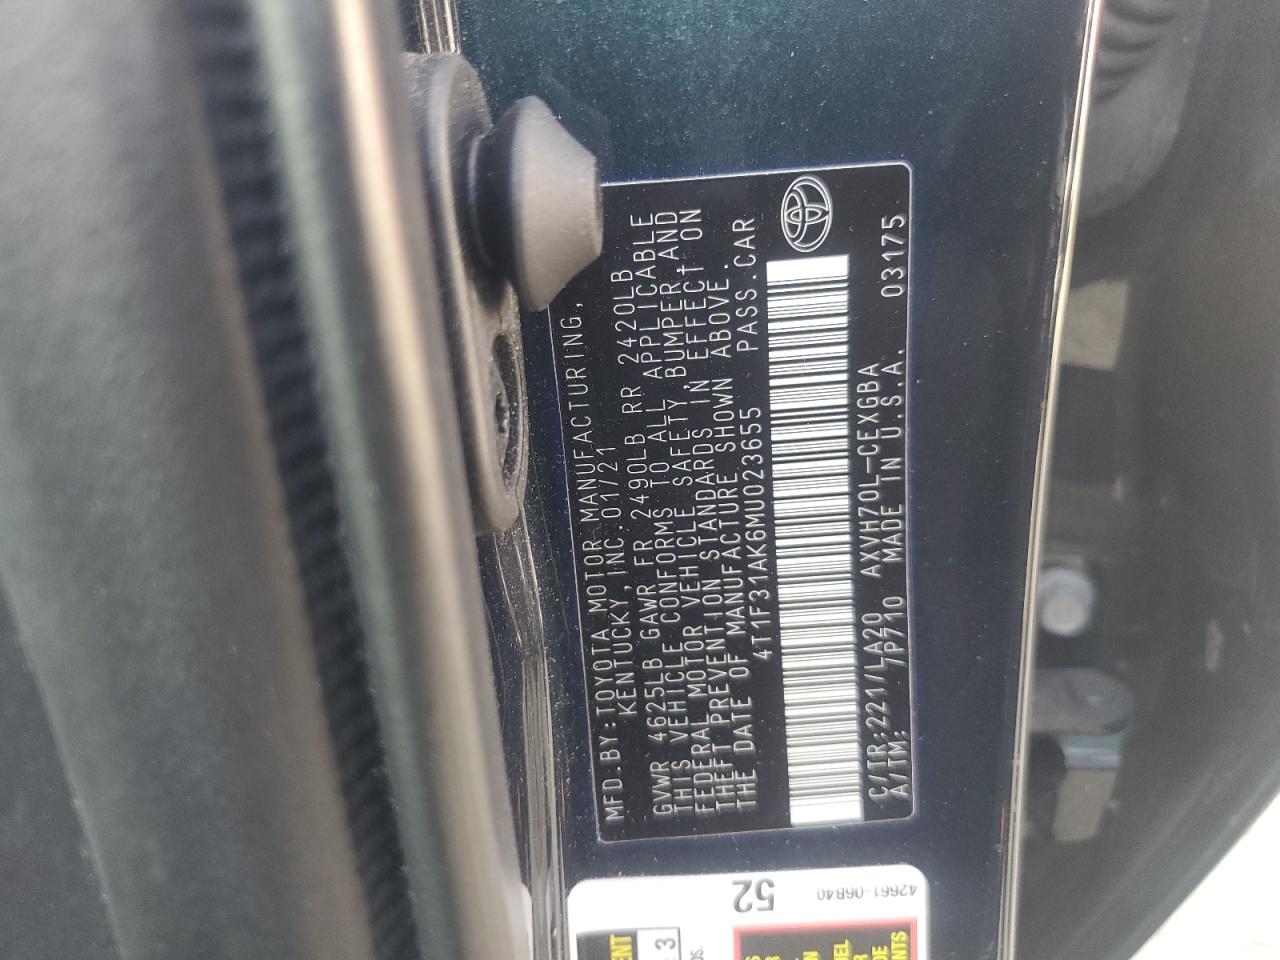 MFD. BY: TOYOTA MOTOR MANUFACTURING,
KENTUCKY, INC. 01/21
GVWR 4625LB GAWR FR 2490LB RR 2420LB
THIS VEHICLE CONFORMS TO ALL APPLICABLE
FEDERAL MOTOR VEHICLE SAFETY, BUMPER, AND
THEFT PREVENTION STANDARDS IN EFFECT ON
THE DATE OF MANUFACTURE SHOWN ABOVE.
4T1F31AK6MU023655 PASS. CAR
C/TR: 221/LA20 AXVH70L-CEXGBA 03175
A/TM: 7P710 MADE IN U.S.A.
52
42661-06B40
3